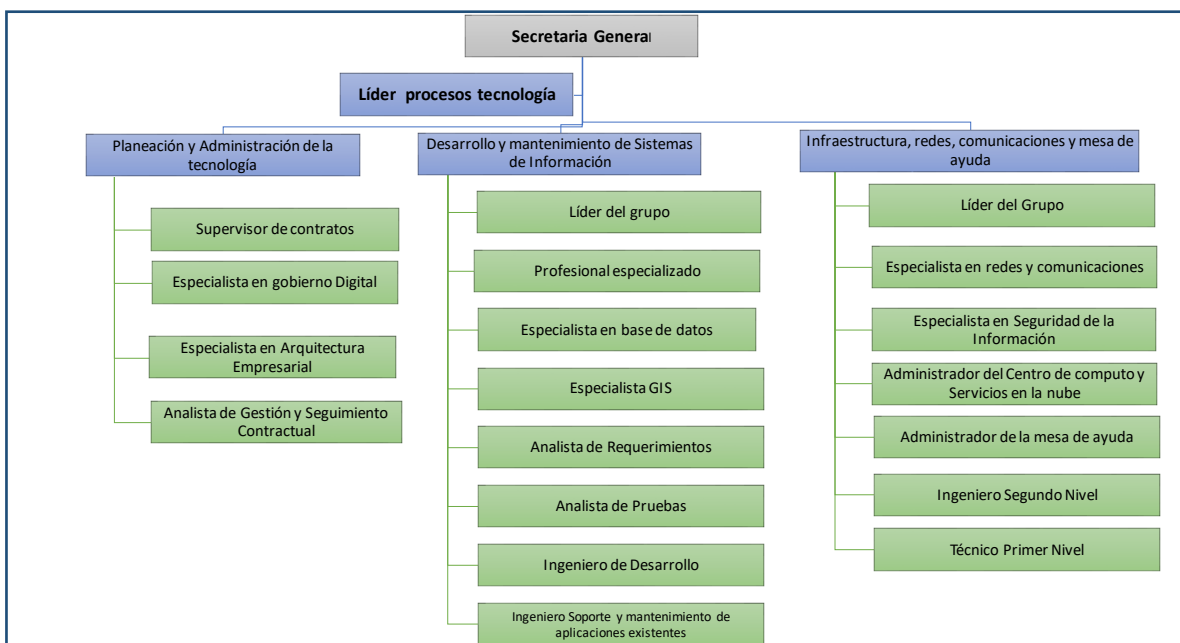 Secretaria General
Líder procesos tecnología
Planeación y Administración de la
tecnología
Supervisor de contratos
Especialista en gobierno Digital
Especialista en Arquitectura
Empresarial
Analista de Gestión y Seguimiento
Contractual
Desarrollo y mantenimiento de Sistemas
de Información
Líder del grupo
Profesional especializado
Especialista en base de datos
Especialista GIS
Analista de Requerimientos
Analista de Pruebas
Ingeniero de Desarrollo
Ingeniero Soporte y mantenimiento de
aplicaciones existentes
Infraestructura, redes, comunicaciones y mesa de
ayuda
Líder del Grupo
Especialista en redes y comunicaciones
Especialista en Seguridad de la
Información
Administrador del Centro de computo y
Servicios en la nube
Administrador de la mesa de ayuda
Ingeniero Segundo Nivel
Técnico Primer Nivel